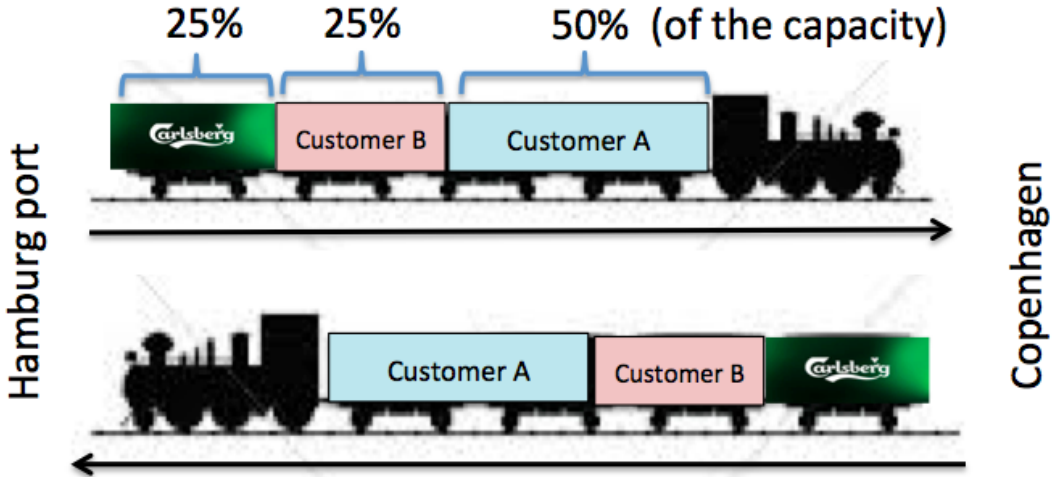 25% 25% 50% (of the capacity)
Carlsberg Customer B Customer A
Hamburg port
Copenhagen
Customer A Customer B Carlsberg